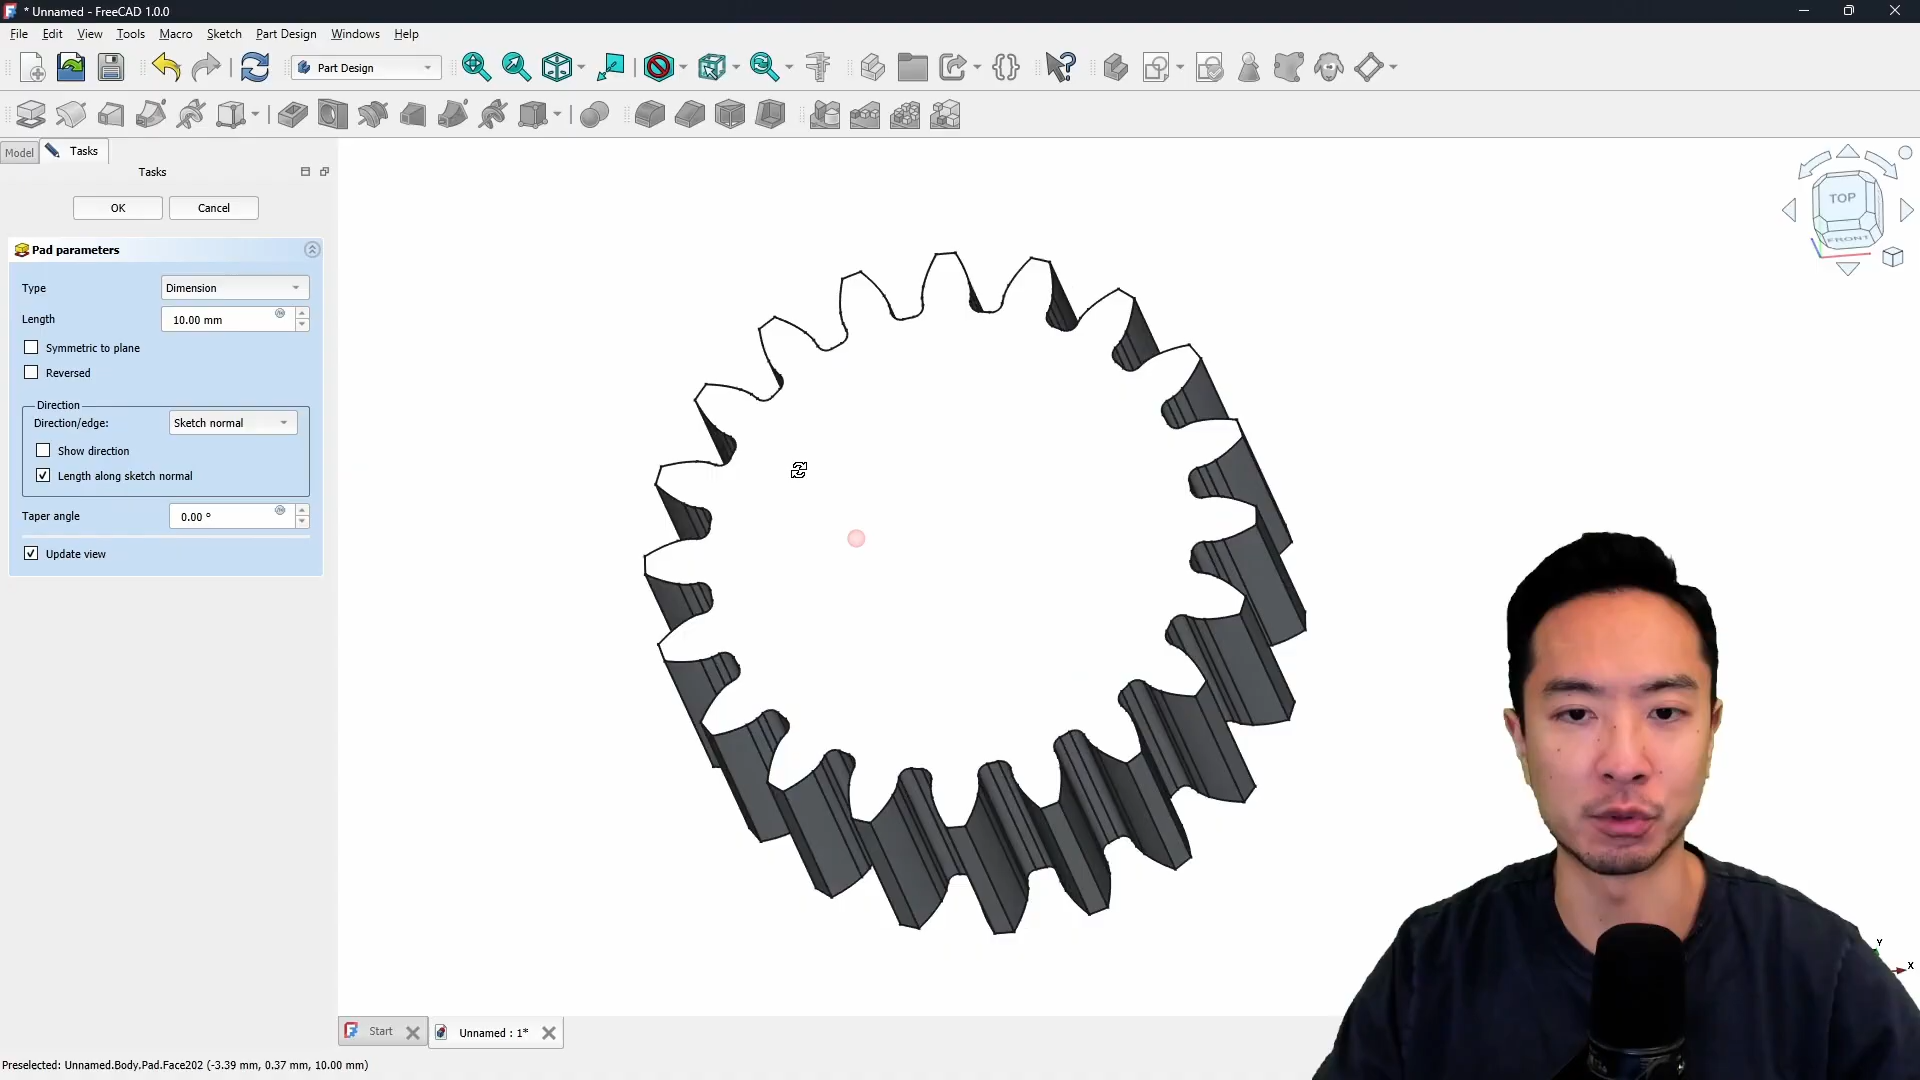 * Unnamed - FreeCAD 1.0.0
File Edit View Tools Macro Sketch Part Design Windows Help
Part Design
Model Tasks
Tasks
OK Cancel
Pad parameters
Type Dimension
Length 10.00 mm
Symmetric to plane
Reversed
Direction
Direction/edge: Sketch normal
Show direction
Length along sketch normal
Taper angle 0.00 °
Update view
TOP
FRONT
Y
X
Start Unnamed : 1*
Preselected: Unnamed.Body.Pad.Face202 (-3.39 mm, 0.37 mm, 10.00 mm)